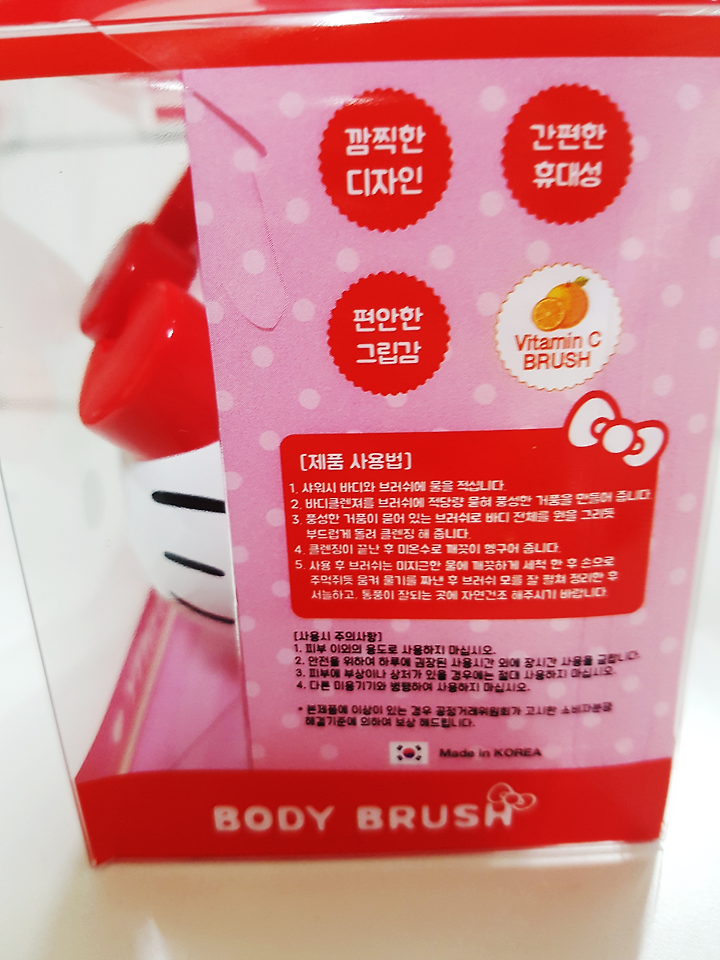 깜찍한
디자인
간편한
휴대성
편안한
그립감
Vitamin C
BRUSH
[제품 사용법]
1. 샤워시 바디와 브러쉬에 물을 적십니다.
2. 바디클렌져를 브러쉬에 적당량 묻혀 풍성한 거품을 만들어 줍니다.
3. 풍성한 거품이 묻어 있는 브러쉬로 바디 전체를 원을 그리듯
부드럽게 돌려 클렌징 해 줍니다.
4. 클렌징이 끝난 후 미온수로 깨끗이 헹구어 줍니다.
5. 사용 후 브러쉬는 미지근한 물에 깨끗하게 세척 한 후 손으로
주먹쥐듯 움켜 물기를 짜낸 후 브러쉬 모를 잘 펼쳐 정리한 후
서늘하고, 통풍이 잘되는 곳에 자연건조 해주시기 바랍니다.
[사용시 주의사항]
1. 피부 이외의 용도로 사용하지 마십시오.
2. 안전을 위하여 하루에 권장된 사용시간 외에 장시간 사용을 금합니다.
3. 피부에 부상이나 상처가 있을 경우에는 절대 사용하지 마십시오.
4. 다른 미용기기와 병행하여 사용하지 마십시오.
* 본제품에 이상이 있는 경우 공정거래위원회가 고시한 소비자분쟁
해결기준에 의하여 보상 해드립니다.
Made in KOREA
BODY BRUSH